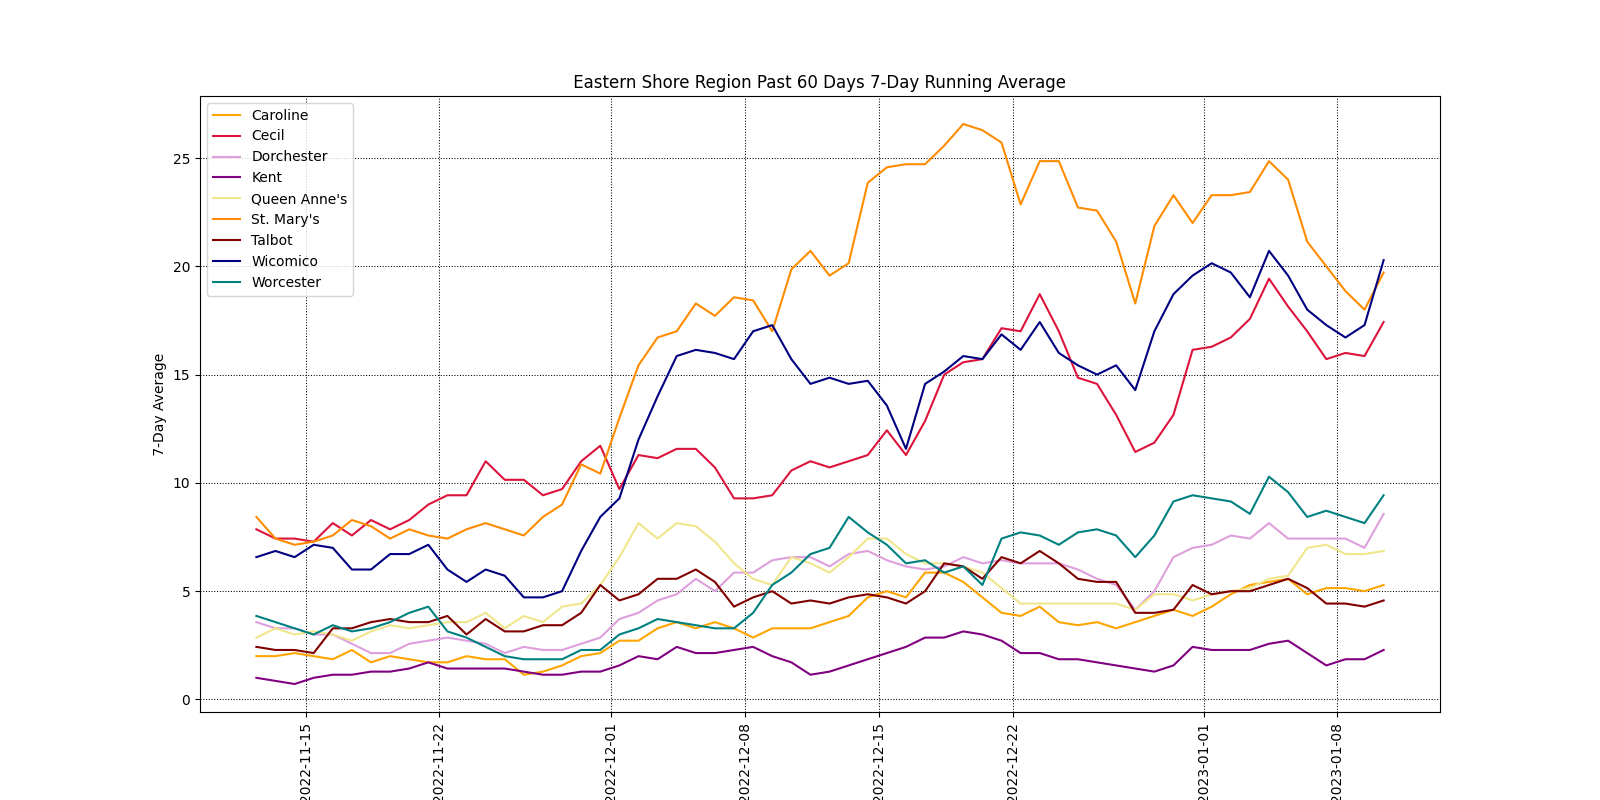 Eastern Shore Region Past 60 Days 7-Day Running Average
Caroline
Cecil
Dorchester
Kent
Queen Anne's
St. Mary's
Talbot
Wicomico
Worcester
25
20
15
10
5
0
7-Day Average
2022-11-15
2022-11-22
2022-12-01
2022-12-08
2022-12-15
2022-12-22
2023-01-01
2023-01-08